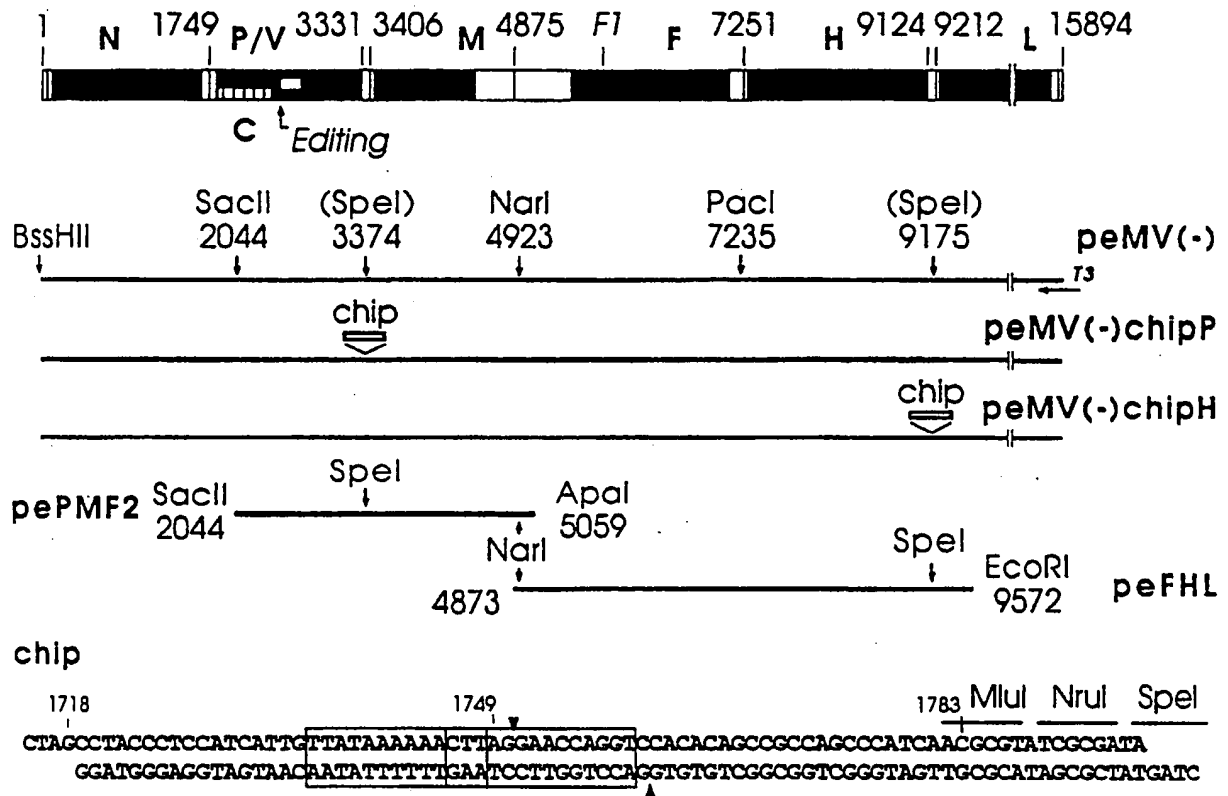 1 N 1749 P/V 3331 3406 M 4875 F1 F 7251 H 9124 9212 L 15894
C
Editing
SacII (SpeI) NarI PacI (SpeI)
BssHII 2044 3374 4923 7235 9175 peMV(-)
T3
chip
peMV(-)chipP
chip
peMV(-)chipH
SpeI
pePMF2 SacII ApaI
2044 5059
NarI SpeI
4873 EcoRI peFHL
9572
chip
1718 1749 1783 MluI NruI SpeI
CTAGCCTACCCTCCATCATTGTTATAAAAAACTTAGGAACCAGGTCCACACAGCCGCCAGCCCATCAACGCGTATCGCGATA
GGATGGGAGGTAGTAACAATATTTTTTGAATCCTTGGTCCAGGTGTGTCGGCGGTCGGGTAGTTGCGCATAGCGCTATGATC